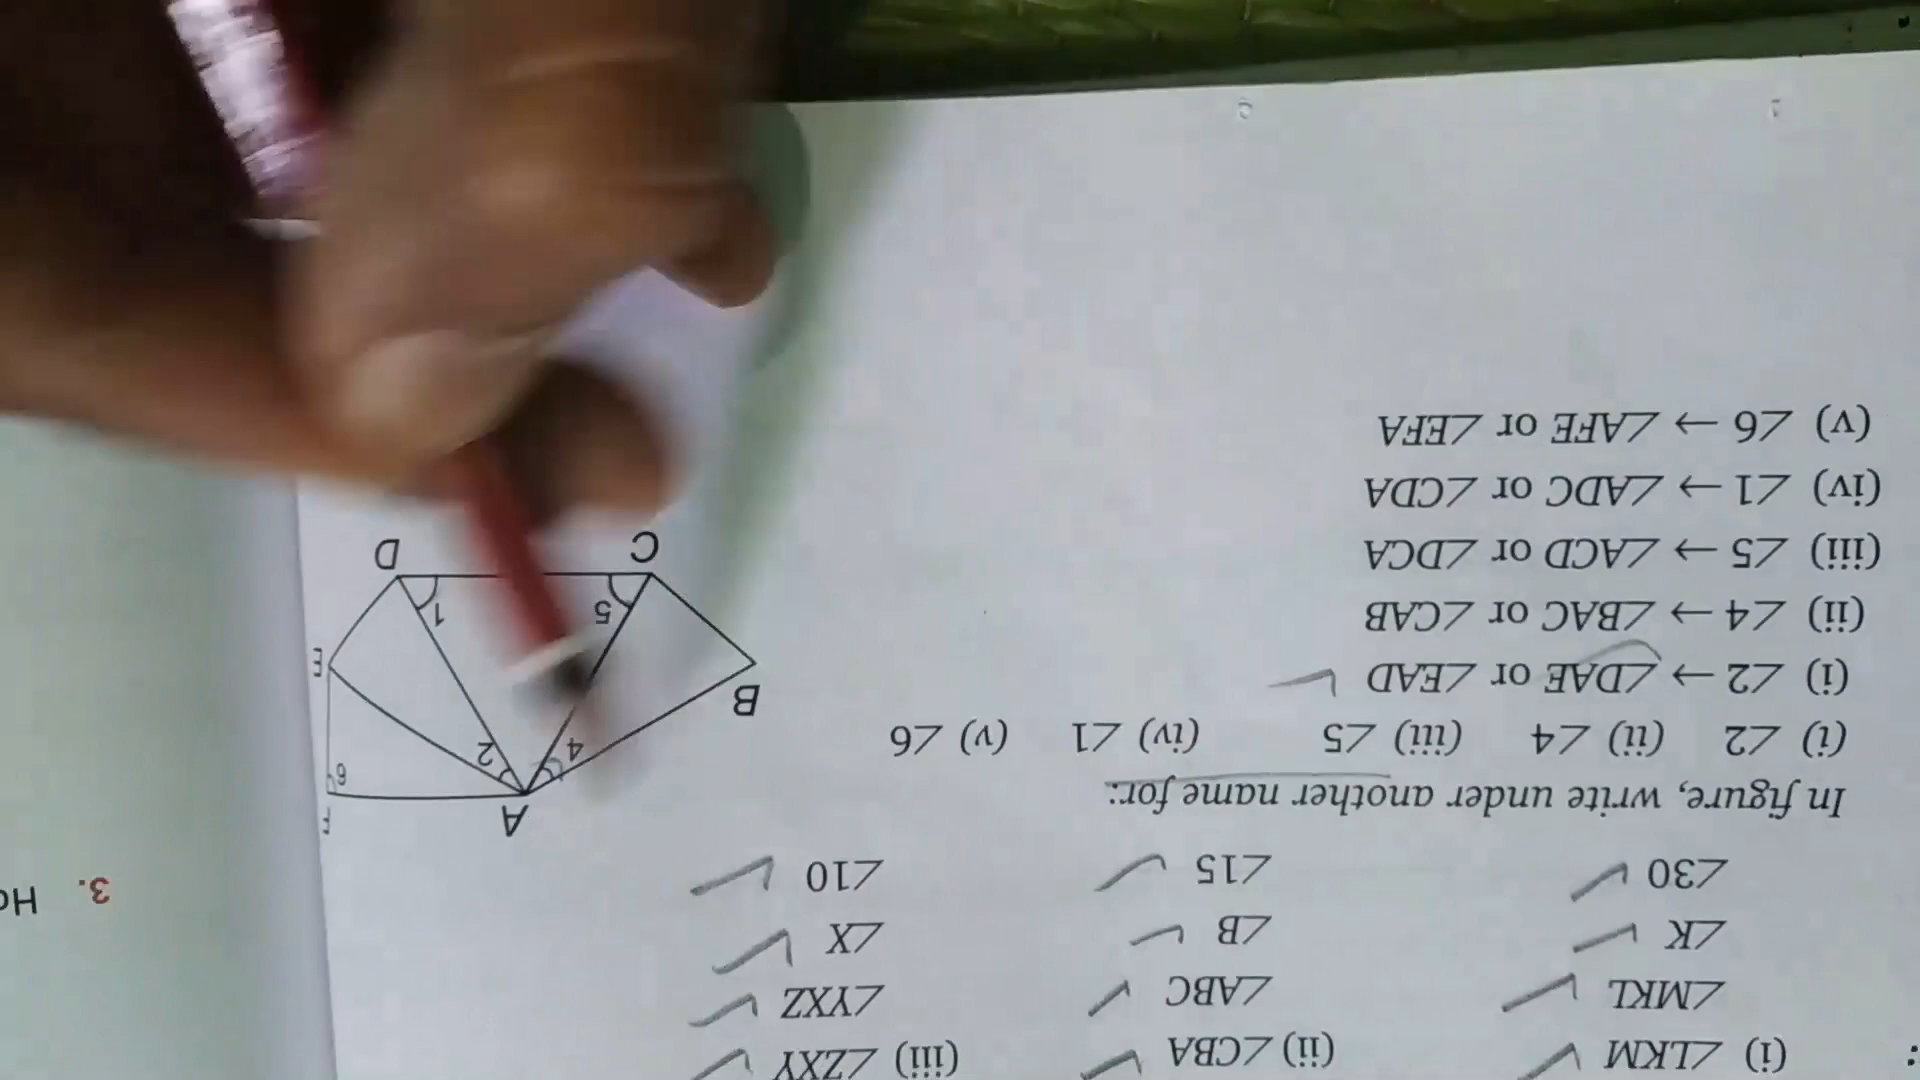 (i) ∠LKM (ii) ∠CBA (iii) ∠ZXY
∠MKL ∠ABC ∠YXZ
∠K ∠B ∠X
∠30 ∠15 ∠10
3. Ho
In figure, write under another name for:
(i) ∠2 (ii) ∠4 (iii) ∠5 (iv) ∠1 (v) ∠6
(i) ∠2 → ∠DAE or ∠EAD
(ii) ∠4 → ∠BAC or ∠CAB
(iii) ∠5 → ∠ACD or ∠DCA
(iv) ∠1 → ∠ADC or ∠CDA
(v) ∠6 → ∠AFE or ∠EFA
F A
6 2 4
B
E
1 5
D C